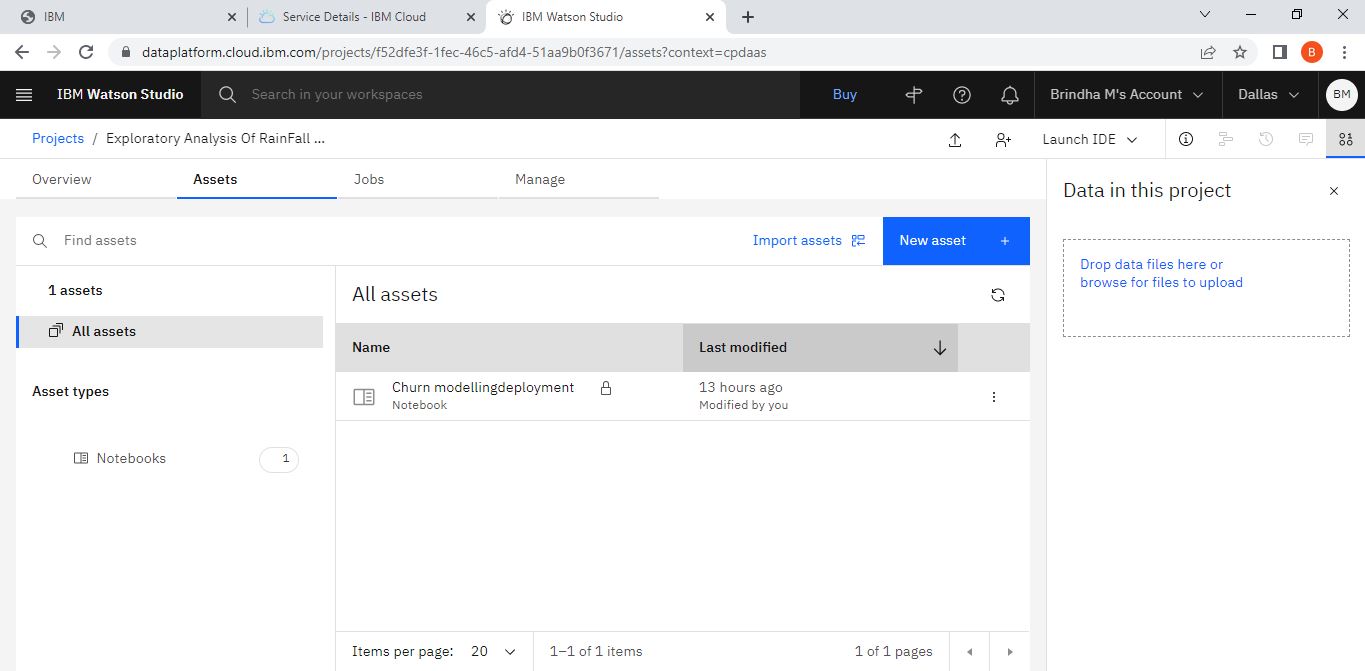 IBM
Service Details - IBM Cloud
IBM Watson Studio
dataplatform.cloud.ibm.com/projects/f52dfe3f-1fec-46c5-afd4-51aa9b0f3671/assets?context=cpdaas
B
IBM Watson Studio
Search in your workspaces
Buy
Brindha M's Account
Dallas
BM
Projects / Exploratory Analysis Of RainFall ...
Launch IDE
Overview
Assets
Jobs
Manage
Data in this project
Find assets
Import assets
New asset +
Drop data files here or
browse for files to upload
1 assets
All assets
All assets
Name
Last modified
Asset types
Churn modellingdeployment
Notebook
13 hours ago
Modified by you
Notebooks
1
Items per page: 20
1–1 of 1 items
1 of 1 pages